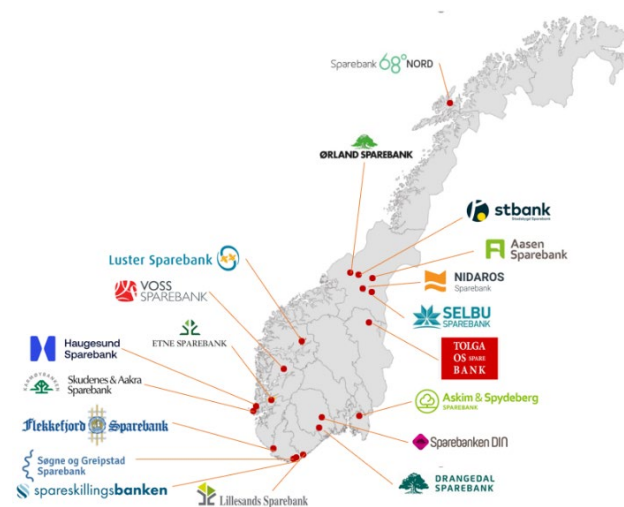 Sparebank 68° NORD
ØRLAND SPAREBANK
stbank
Aasen
Sparebank
Luster Sparebank
NIDAROS
Sparebank
VOSS
SPAREBANK
SELBU
SPAREBANK
ETNE SPAREBANK
Haugesund
Sparebank
TOLGA
OS SPARE
BANK
Skudenes & Aakra
Sparebank
Askim & Spydeberg
SPAREBANK
Flekkefjord Sparebank
Sparebanken DIN
Søgne og Greipstad
Sparebank
DRANGEDAL
SPAREBANK
spareskillingsbanken
Lillesands Sparebank